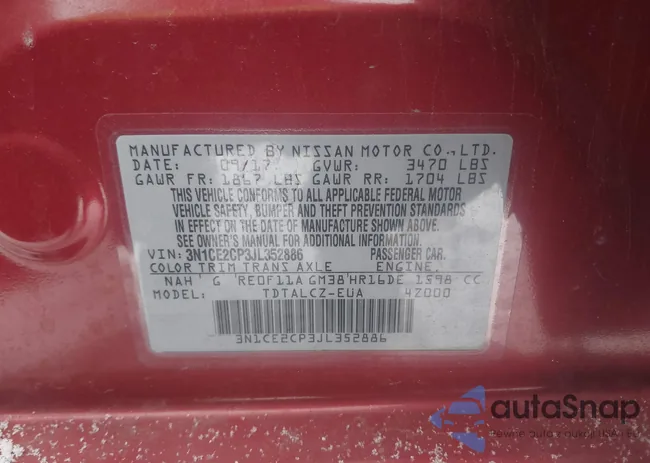 MANUFACTURED BY NISSAN MOTOR CO., LTD.
DATE: 09/17 GVWR: 3470 LBS
GAWR FR: 1867 LBS GAWR RR: 1704 LBS
THIS VEHICLE CONFORMS TO ALL APPLICABLE FEDERAL MOTOR
VEHICLE SAFETY, BUMPER AND THEFT PREVENTION STANDARDS
IN EFFECT ON THE DATE OF MANUFACTURE SHOWN ABOVE.
SEE OWNER'S MANUAL FOR ADDITIONAL INFORMATION
VIN: 3N1CE2CP3JL352886 PASSENGER CAR.
COLOR TRIM TRANS AXLE ENGINE
NAH' G 'RE0F11A GM38'HR16DE 1598 CC
MODEL: TDTALCZ-EUA 4Z000
3N1CE2CP3JL352886
autaSnap